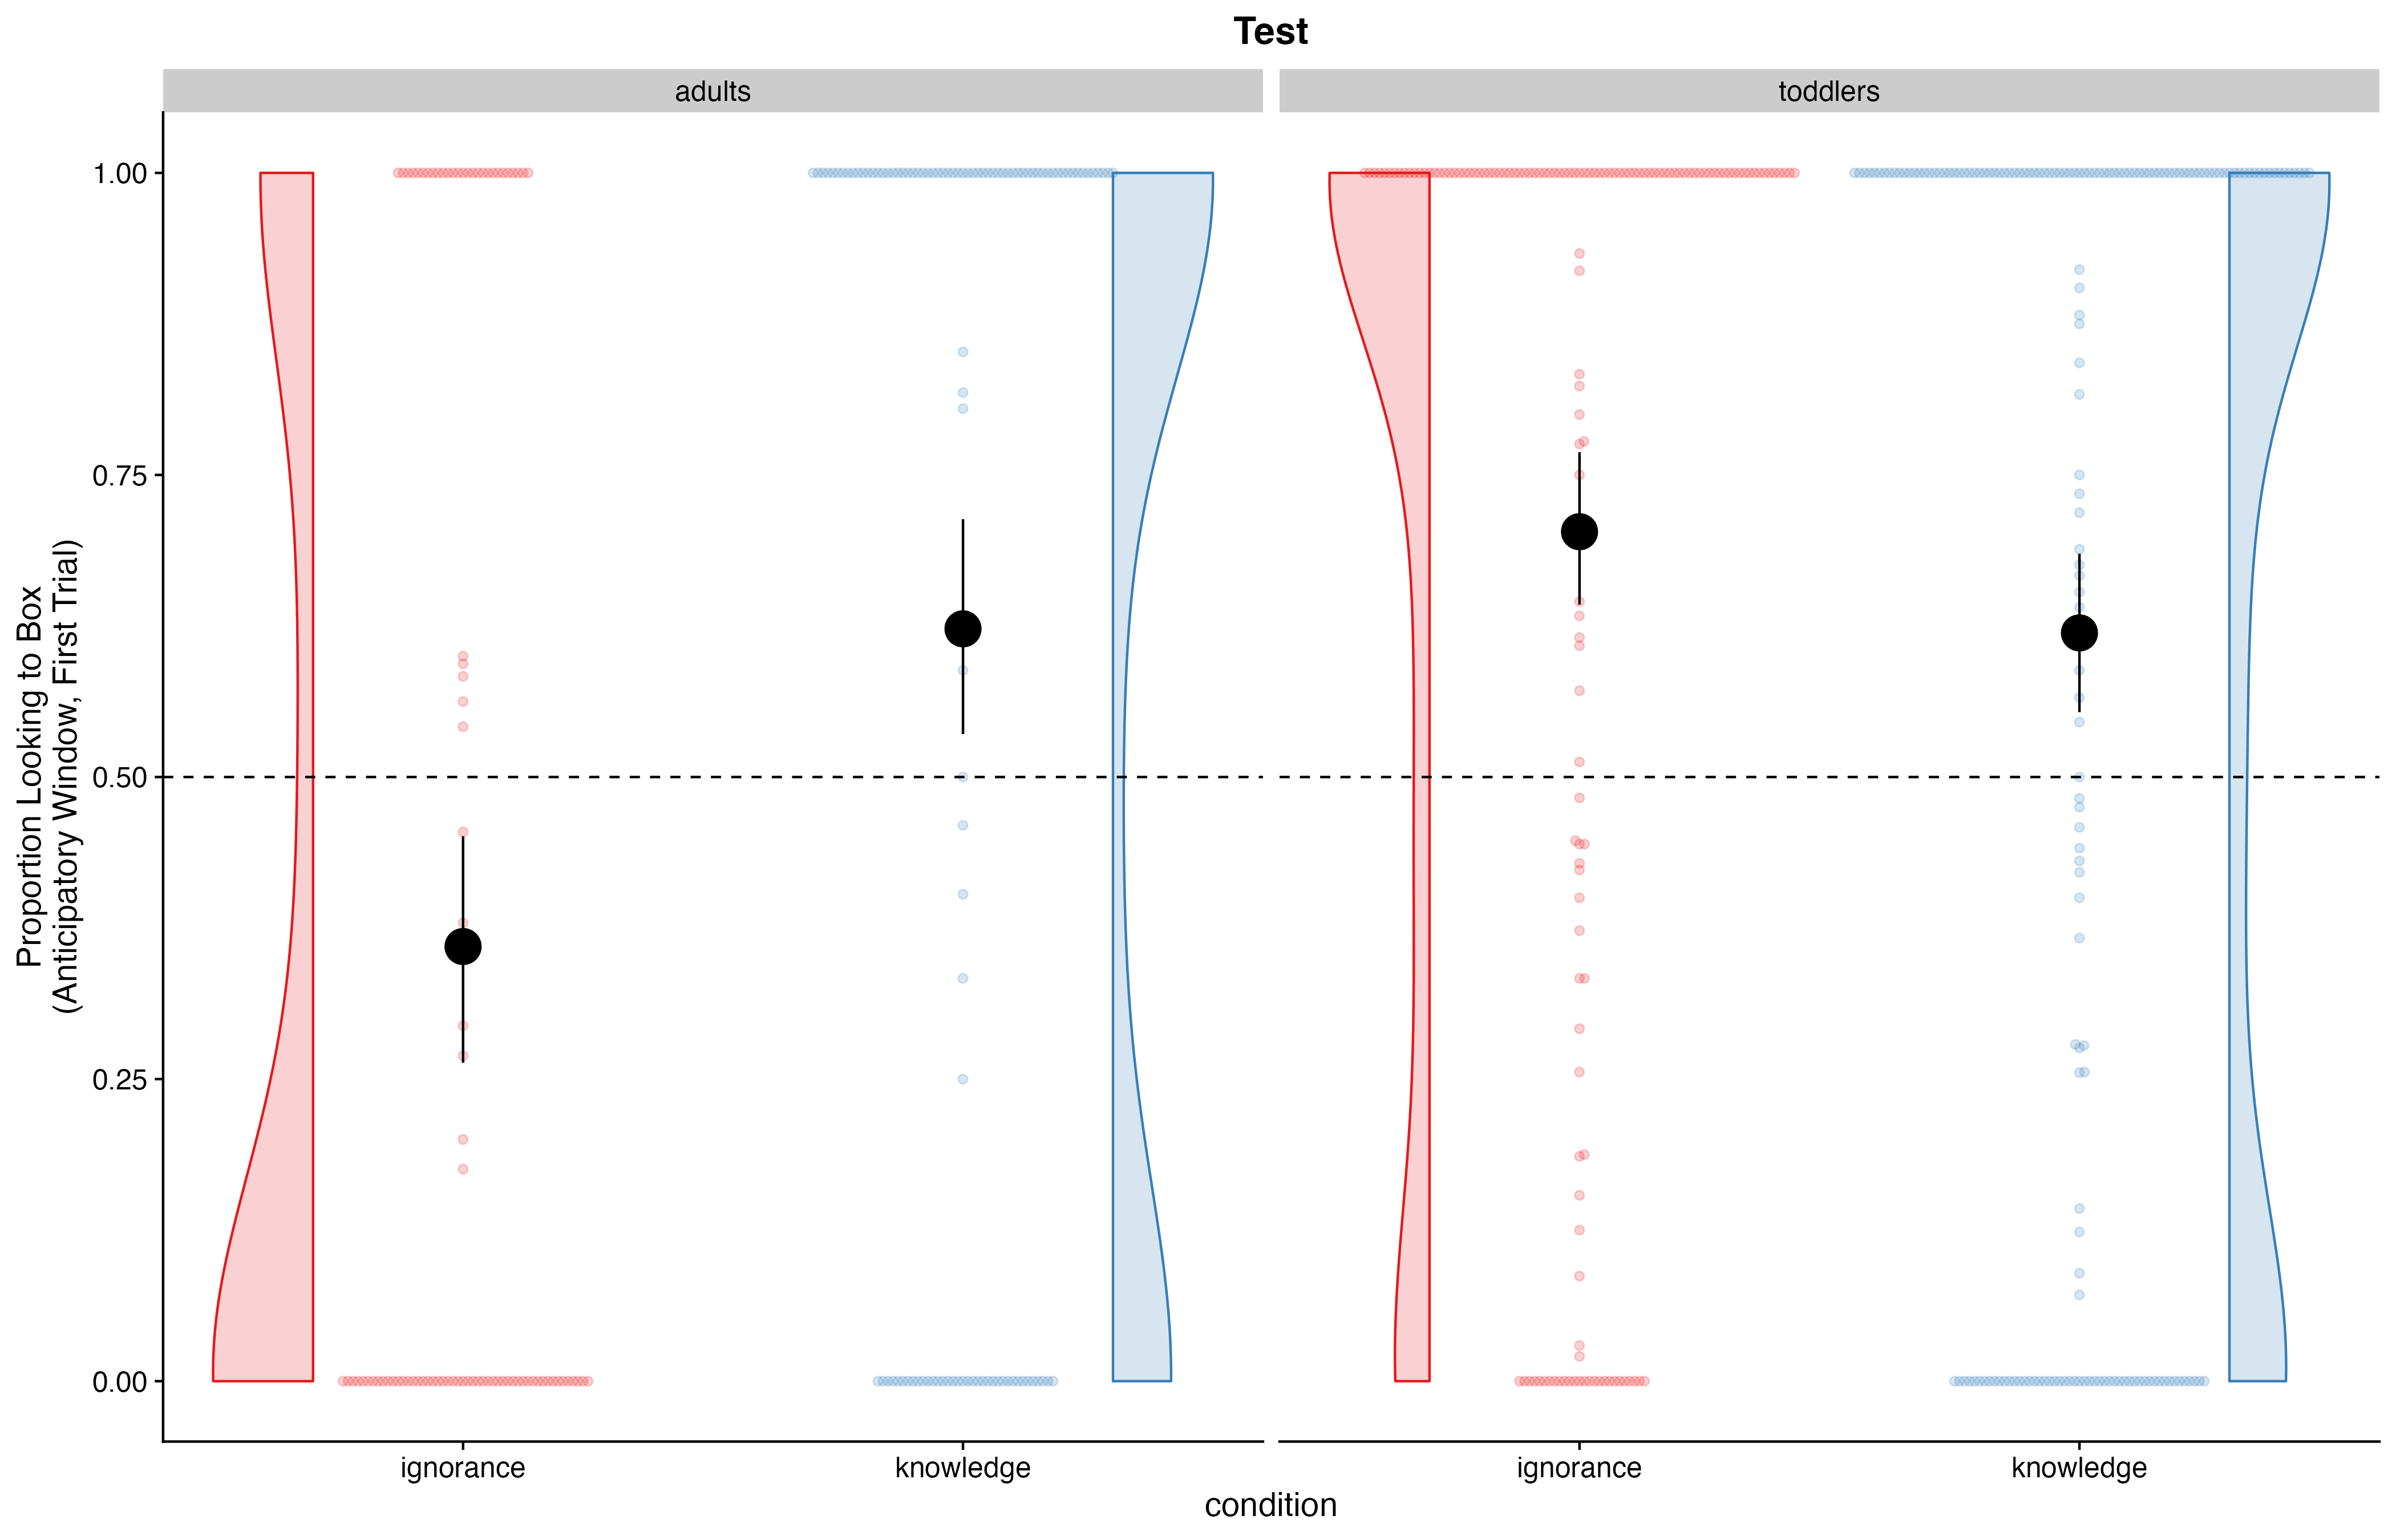 Test
adults
toddlers
Proportion Looking to Box
(Anticipatory Window, First Trial)
1.00
0.75
0.50
0.25
0.00
ignorance
knowledge
ignorance
knowledge
condition